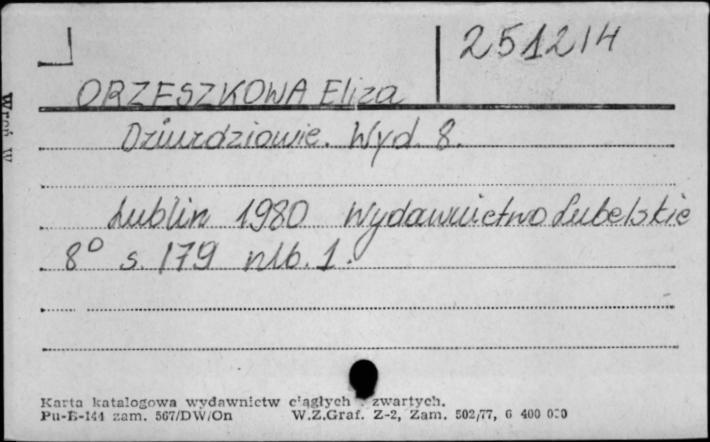 251214
ORZESZKOWA Eliza
Dziurdziowie. Wyd. 8.
Lublin 1980 Wydawnictwo Lubelskie
8° s. 179 nlb. 1.
Karta katalogowa wydawnictw ciągłych zwartych.
Pu-B-144 zam. 567/DW/On W.Z.Graf. Z-2, Zam. 502/77, 6 400 000